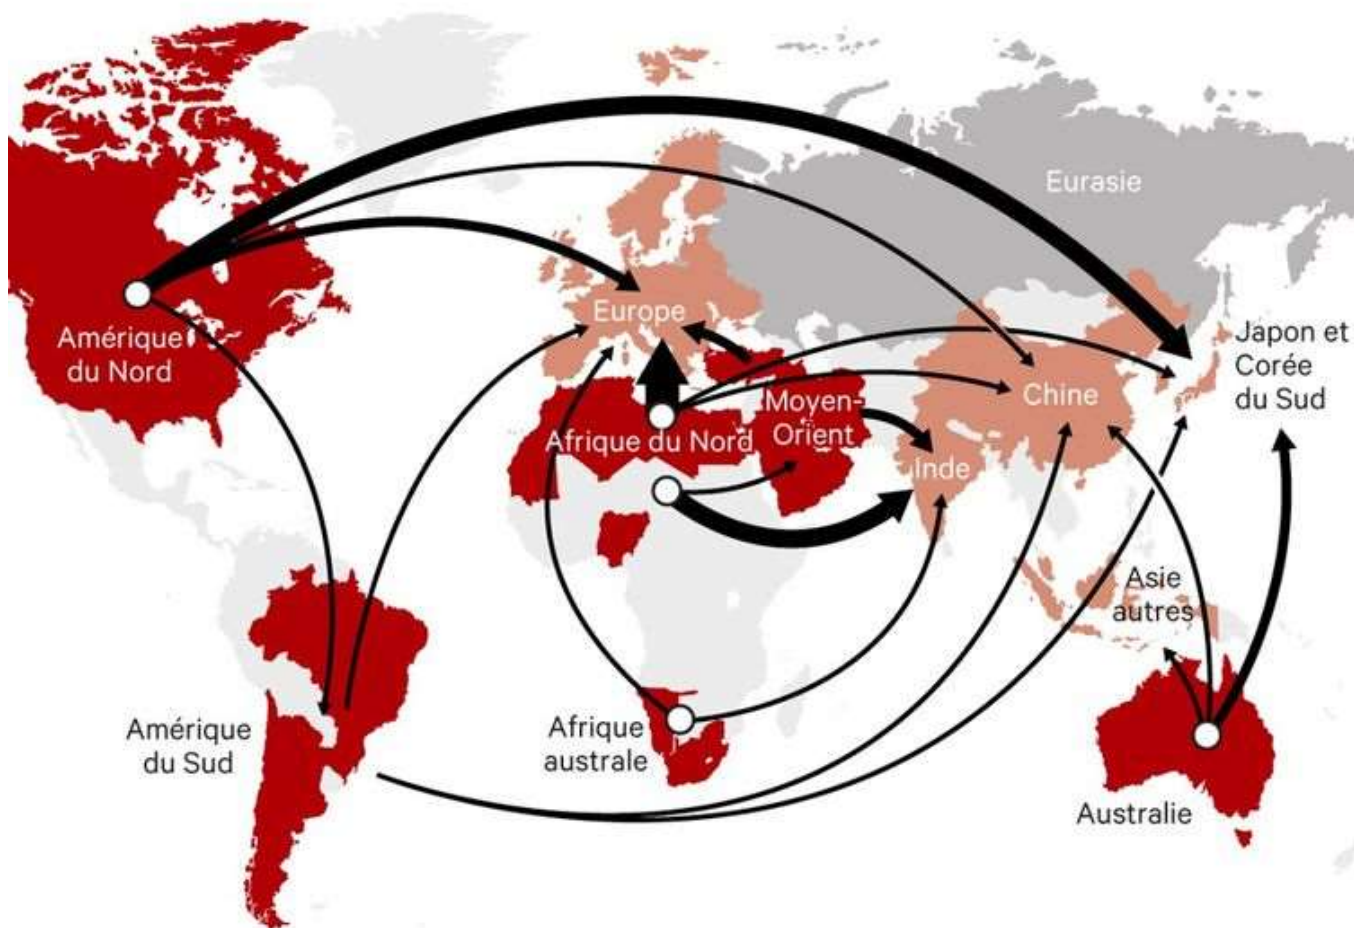 Eurasie
Europe
Amérique
du Nord
Japon et
Corée
du Sud
Chine
Moyen-
Orient
Afrique du Nord
Inde
Asie
autres
Amérique
du Sud
Afrique
australe
Australie